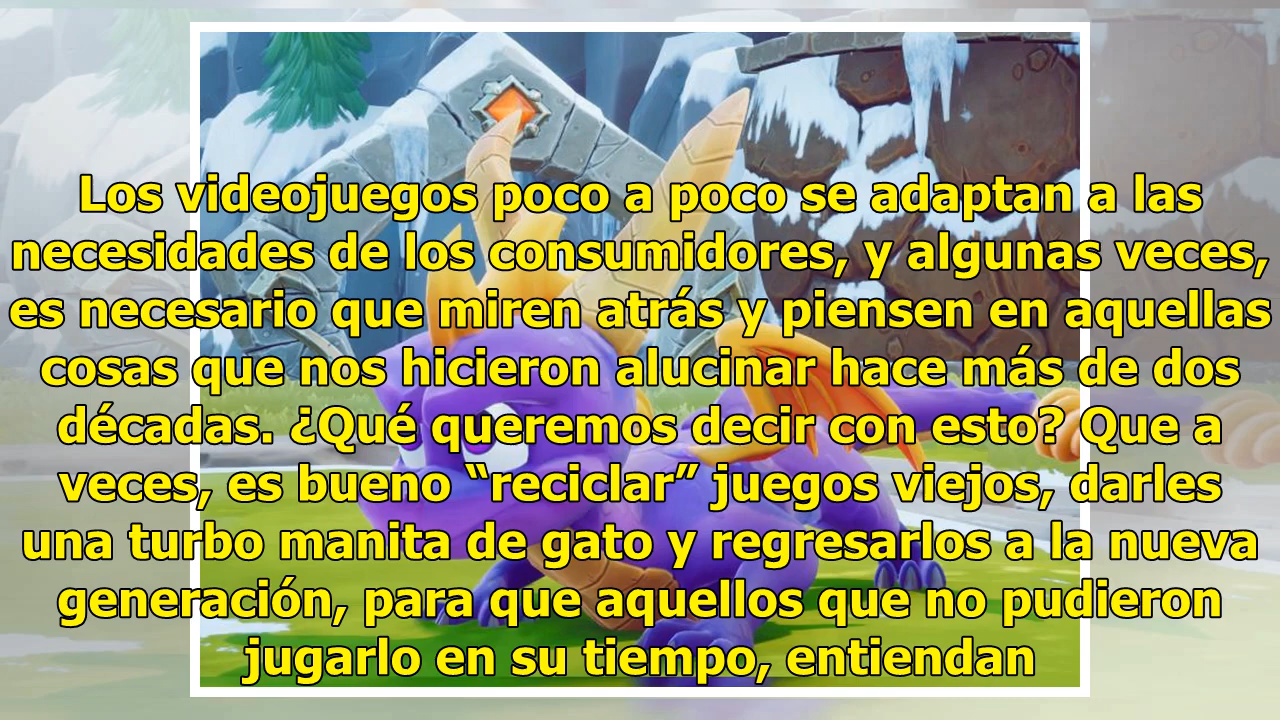 Los videojuegos poco a poco se adaptan a las
necesidades de los consumidores, y algunas veces,
es necesario que miren atrás y piensen en aquellas
cosas que nos hicieron alucinar hace más de dos
décadas. ¿Qué queremos decir con esto? Que a
veces, es bueno “reciclar” juegos viejos, darles
una turbo manita de gato y regresarlos a la nueva
generación, para que aquellos que no pudieron
jugarlo en su tiempo, entiendan